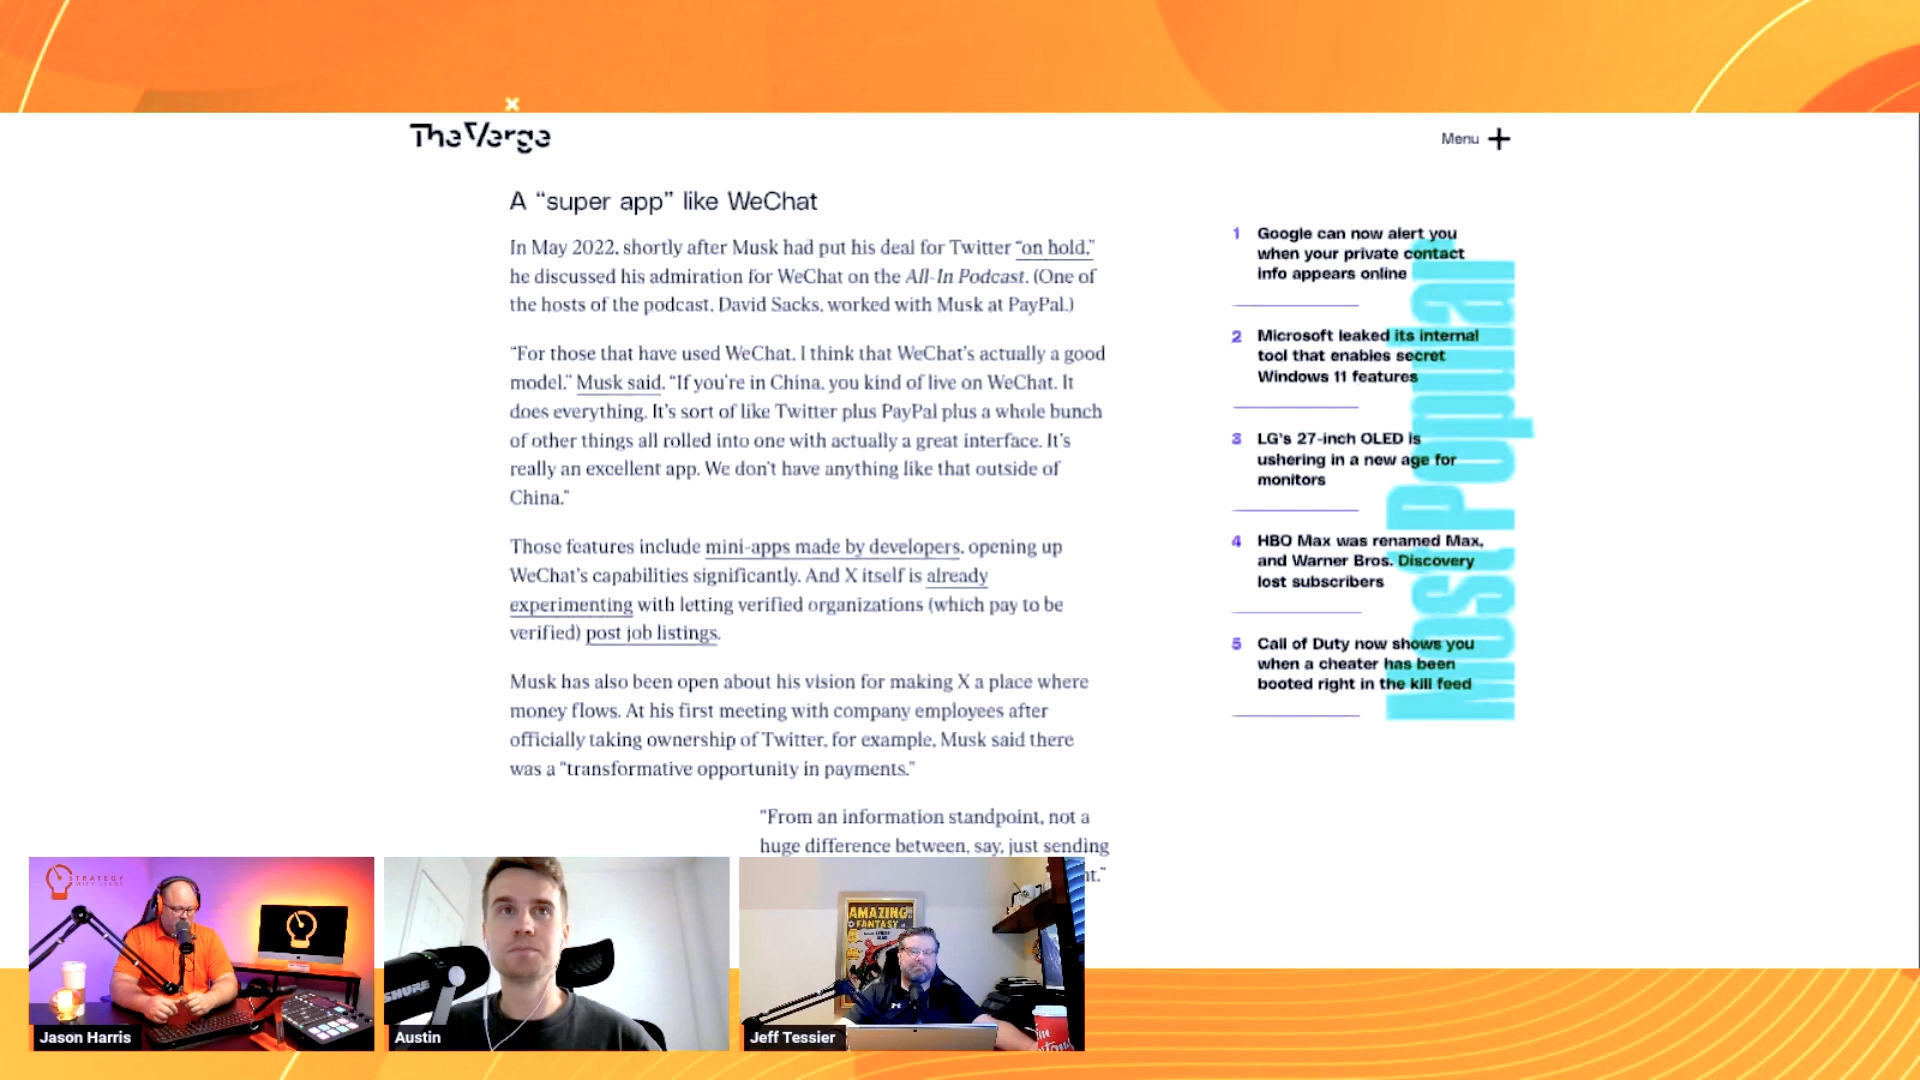 The Verge
Menu
A “super app” like WeChat
In May 2022, shortly after Musk had put his deal for Twitter “on hold,”
he discussed his admiration for WeChat on the All-In Podcast. (One of
the hosts of the podcast, David Sacks, worked with Musk at PayPal.)
“For those that have used WeChat, I think that WeChat’s actually a good
model,” Musk said. “If you’re in China, you kind of live on WeChat. It
does everything. It’s sort of like Twitter plus PayPal plus a whole bunch
of other things all rolled into one with actually a great interface. It’s
really an excellent app. We don’t have anything like that outside of
China.”
Those features include mini-apps made by developers, opening up
WeChat’s capabilities significantly. And X itself is already
experimenting with letting verified organizations (which pay to be
verified) post job listings.
Musk has also been open about his vision for making X a place where
money flows. At his first meeting with company employees after
officially taking ownership of Twitter, for example, Musk said there
was a “transformative opportunity in payments.”
“From an information standpoint, not a
huge difference between, say, just sending
Most Popular
1 Google can now alert you
when your private contact
info appears online
2 Microsoft leaked its internal
tool that enables secret
Windows 11 features
3 LG’s 27-inch OLED is
ushering in a new age for
monitors
4 HBO Max was renamed Max,
and Warner Bros. Discovery
lost subscribers
5 Call of Duty now shows you
when a cheater has been
booted right in the kill feed
STRATEGY
Jason Harris
SHURE
Austin
AMAZING
FANTASY
Jeff Tessier